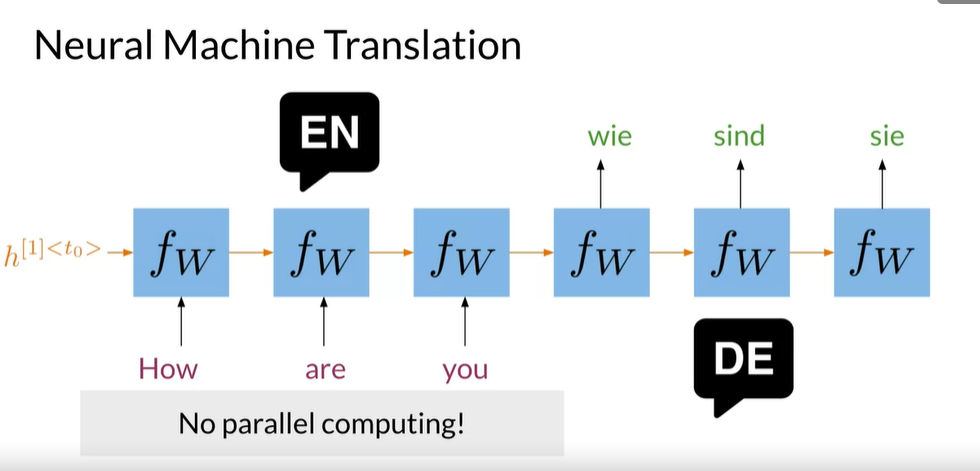 Neural Machine Translation
EN
wie sind sie
h[1]<t₀> fW fW fW fW fW fW
How are you
DE
No parallel computing!